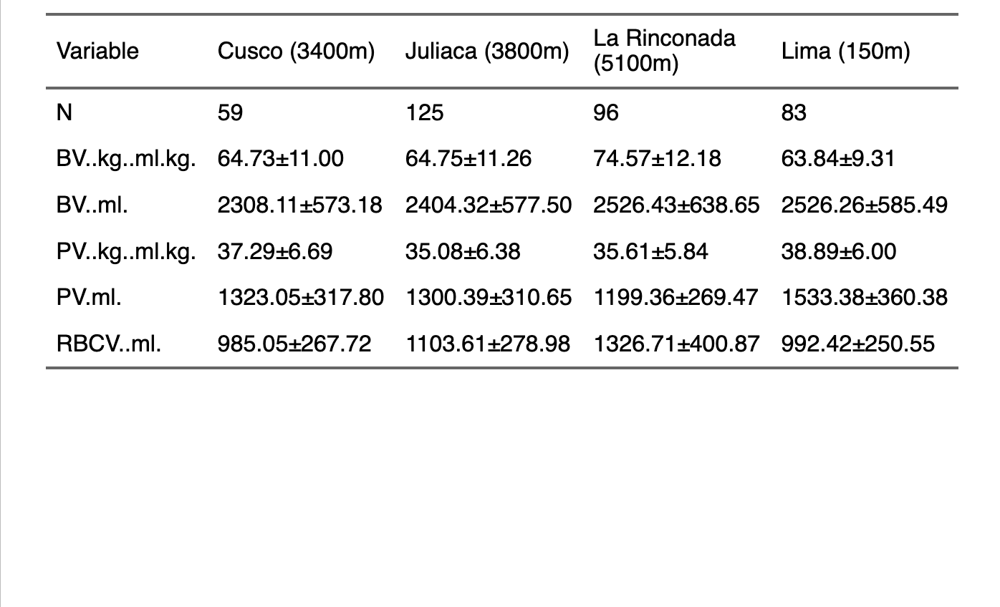 Variable Cusco (3400m) Juliaca (3800m) La Rinconada (5100m) Lima (150m)
N 59 125 96 83
BV..kg..ml.kg. 64.73±11.00 64.75±11.26 74.57±12.18 63.84±9.31
BV..ml. 2308.11±573.18 2404.32±577.50 2526.43±638.65 2526.26±585.49
PV..kg..ml.kg. 37.29±6.69 35.08±6.38 35.61±5.84 38.89±6.00
PV.ml. 1323.05±317.80 1300.39±310.65 1199.36±269.47 1533.38±360.38
RBCV..ml. 985.05±267.72 1103.61±278.98 1326.71±400.87 992.42±250.55